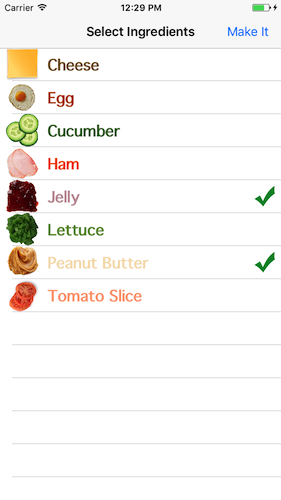 Carrier 12:29 PM
Select Ingredients Make It
Cheese
Egg
Cucumber
Ham
Jelly
Lettuce
Peanut Butter
Tomato Slice